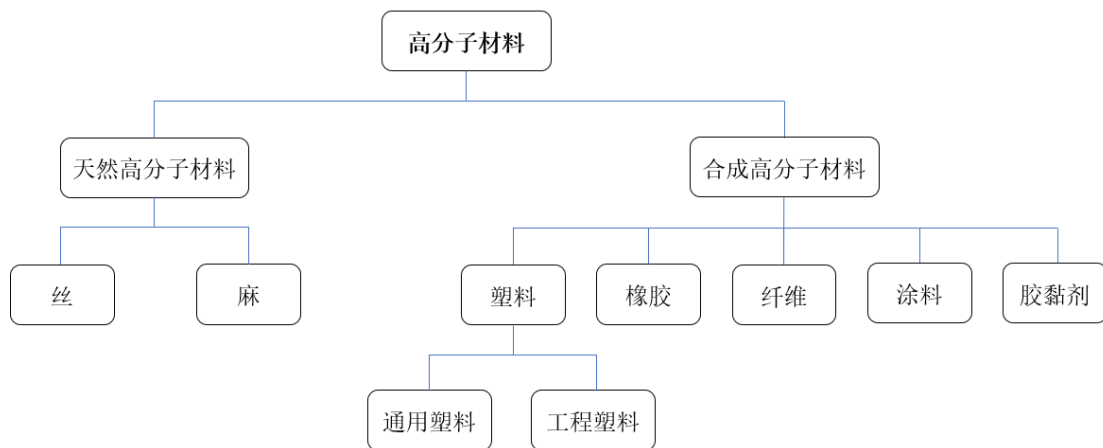 高分子材料
天然高分子材料
合成高分子材料
丝
麻
塑料
橡胶
纤维
涂料
胶黏剂
通用塑料
工程塑料